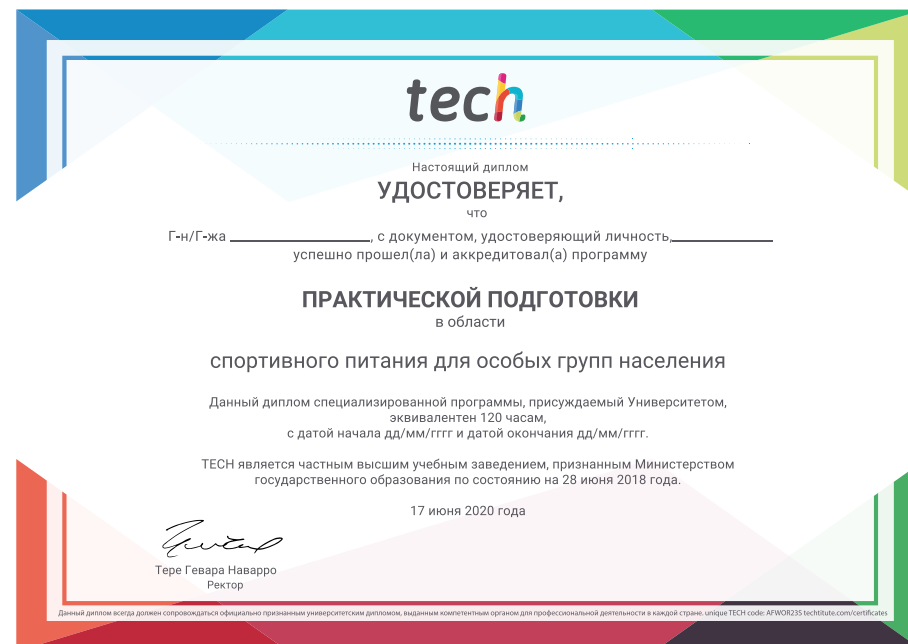 tech
Настоящий диплом
УДОСТОВЕРЯЕТ,
что
Г-н/Г-жа ____________________, с документом, удостоверяющий личность,______________
успешно прошел(ла) и аккредитовал(а) программу
ПРАКТИЧЕСКОЙ ПОДГОТОВКИ
в области
спортивного питания для особых групп населения
Данный диплом специализированной программы, присуждаемый Университетом,
эквивалентен 120 часам,
с датой начала дд/мм/гггг и датой окончания дд/мм/гггг.
TECH является частным высшим учебным заведением, признанным Министерством
государственного образования по состоянию на 28 июня 2018 года.
17 июня 2020 года
Тере Гевара Наварро
Ректор
Данный диплом всегда должен сопровождаться официально признанным университетским дипломом, выданным компетентным органом для профессиональной деятельности в каждой стране. unique TECH code: AFWOR23S techtitute.com/certificates